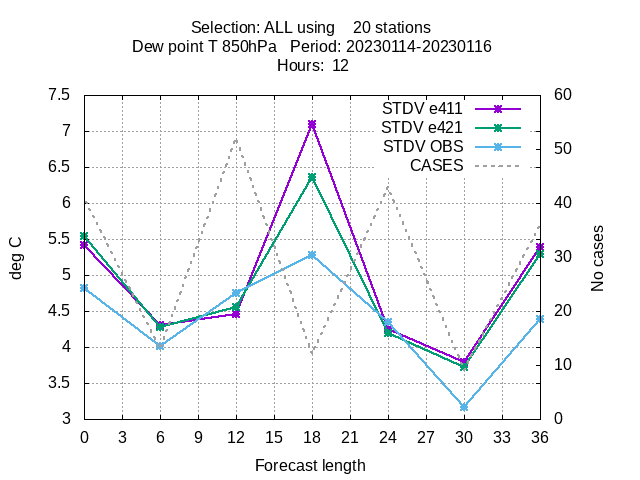 Selection: ALL using    20 stations
Dew point T 850hPa   Period: 20230114-20230116
Hours:  12
7.5
7
6.5
6
5.5
5
4.5
4
3.5
3
60
50
40
30
20
10
0
STDV e411
STDV e421
STDV OBS
CASES
deg C
No cases
0 3 6 9 12 15 18 21 24 27 30 33 36
Forecast length